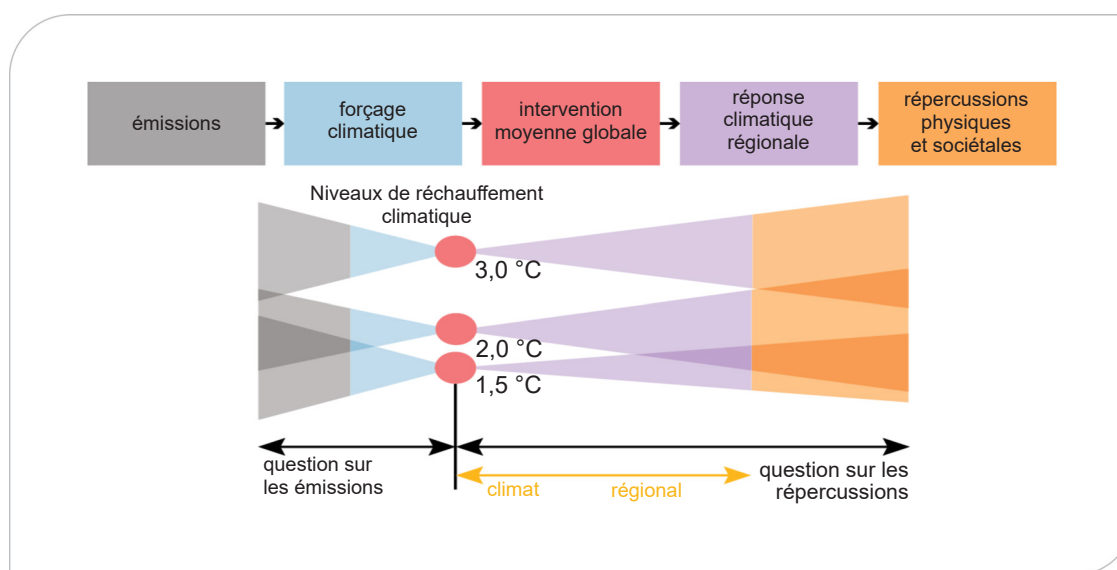 émissions
forçage
climatique
intervention
moyenne globale
réponse
climatique
régionale
répercussions
physiques
et sociétales
Niveaux de réchauffement
climatique
3,0 °C
2,0 °C
1,5 °C
question sur
les émissions
climat
régional
question sur les
répercussions